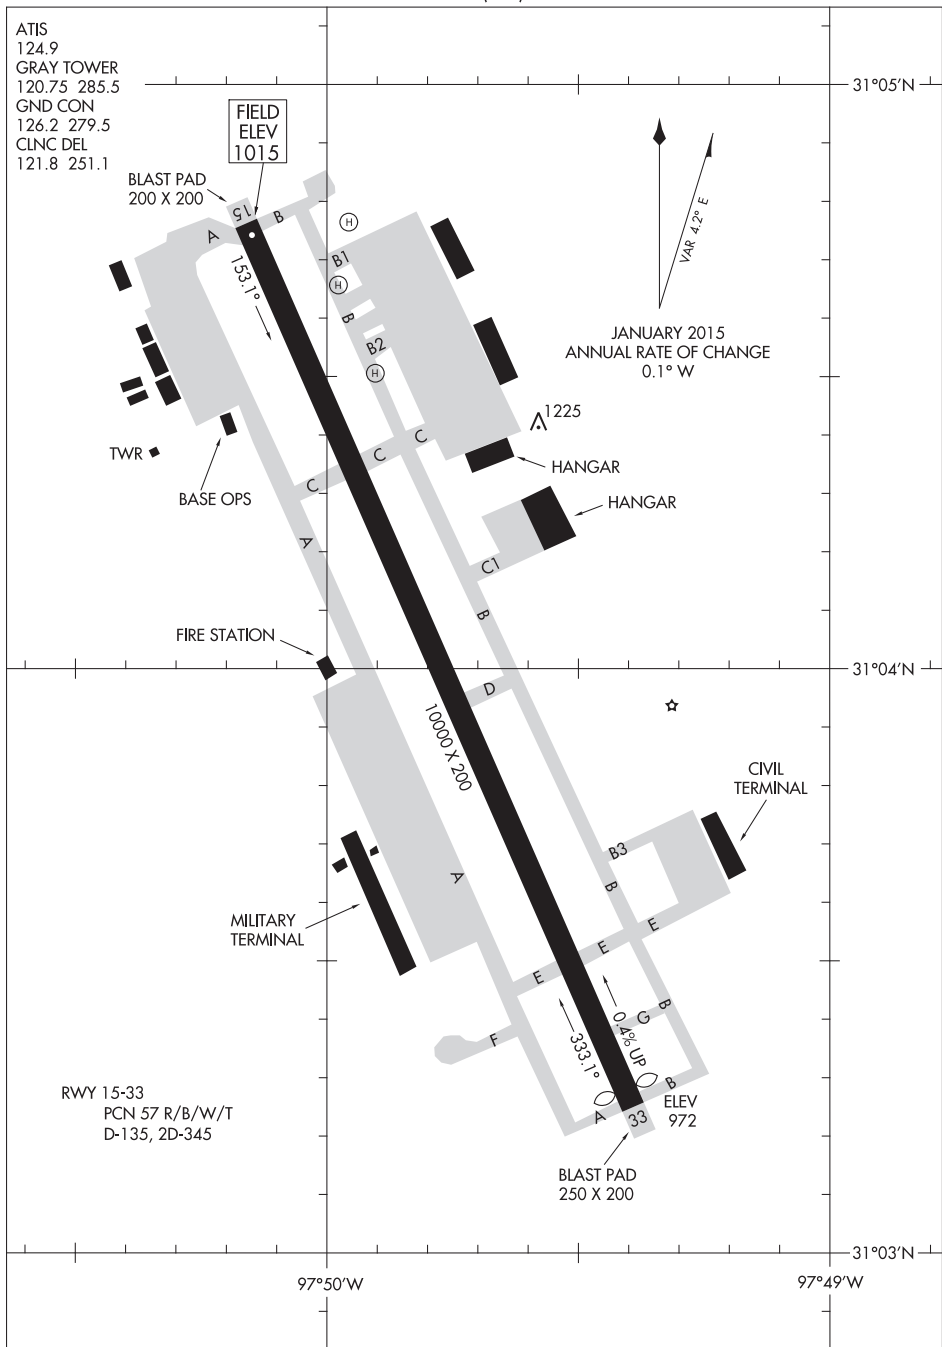 ATIS
124.9
GRAY TOWER
120.75 285.5
GND CON
126.2 279.5
CLNC DEL
121.8 251.1
FIELD
ELEV
1015
BLAST PAD
200 X 200
15
A
B
153.1°
H
B1
H
B
B2
H
31°05'N
VAR 4.2° E
JANUARY 2015
ANNUAL RATE OF CHANGE
0.1° W
1225
TWR
BASE OPS
C
C
C
HANGAR
HANGAR
A
C1
B
FIRE STATION
31°04'N
D
10000 X 200
CIVIL
TERMINAL
B3
A
B
MILITARY
TERMINAL
E
E
E
B
G
F
0.4% UP
333.1°
B
A
33
ELEV
972
RWY 15-33
PCN 57 R/B/W/T
D-135, 2D-345
BLAST PAD
250 X 200
31°03'N
97°50'W
97°49'W